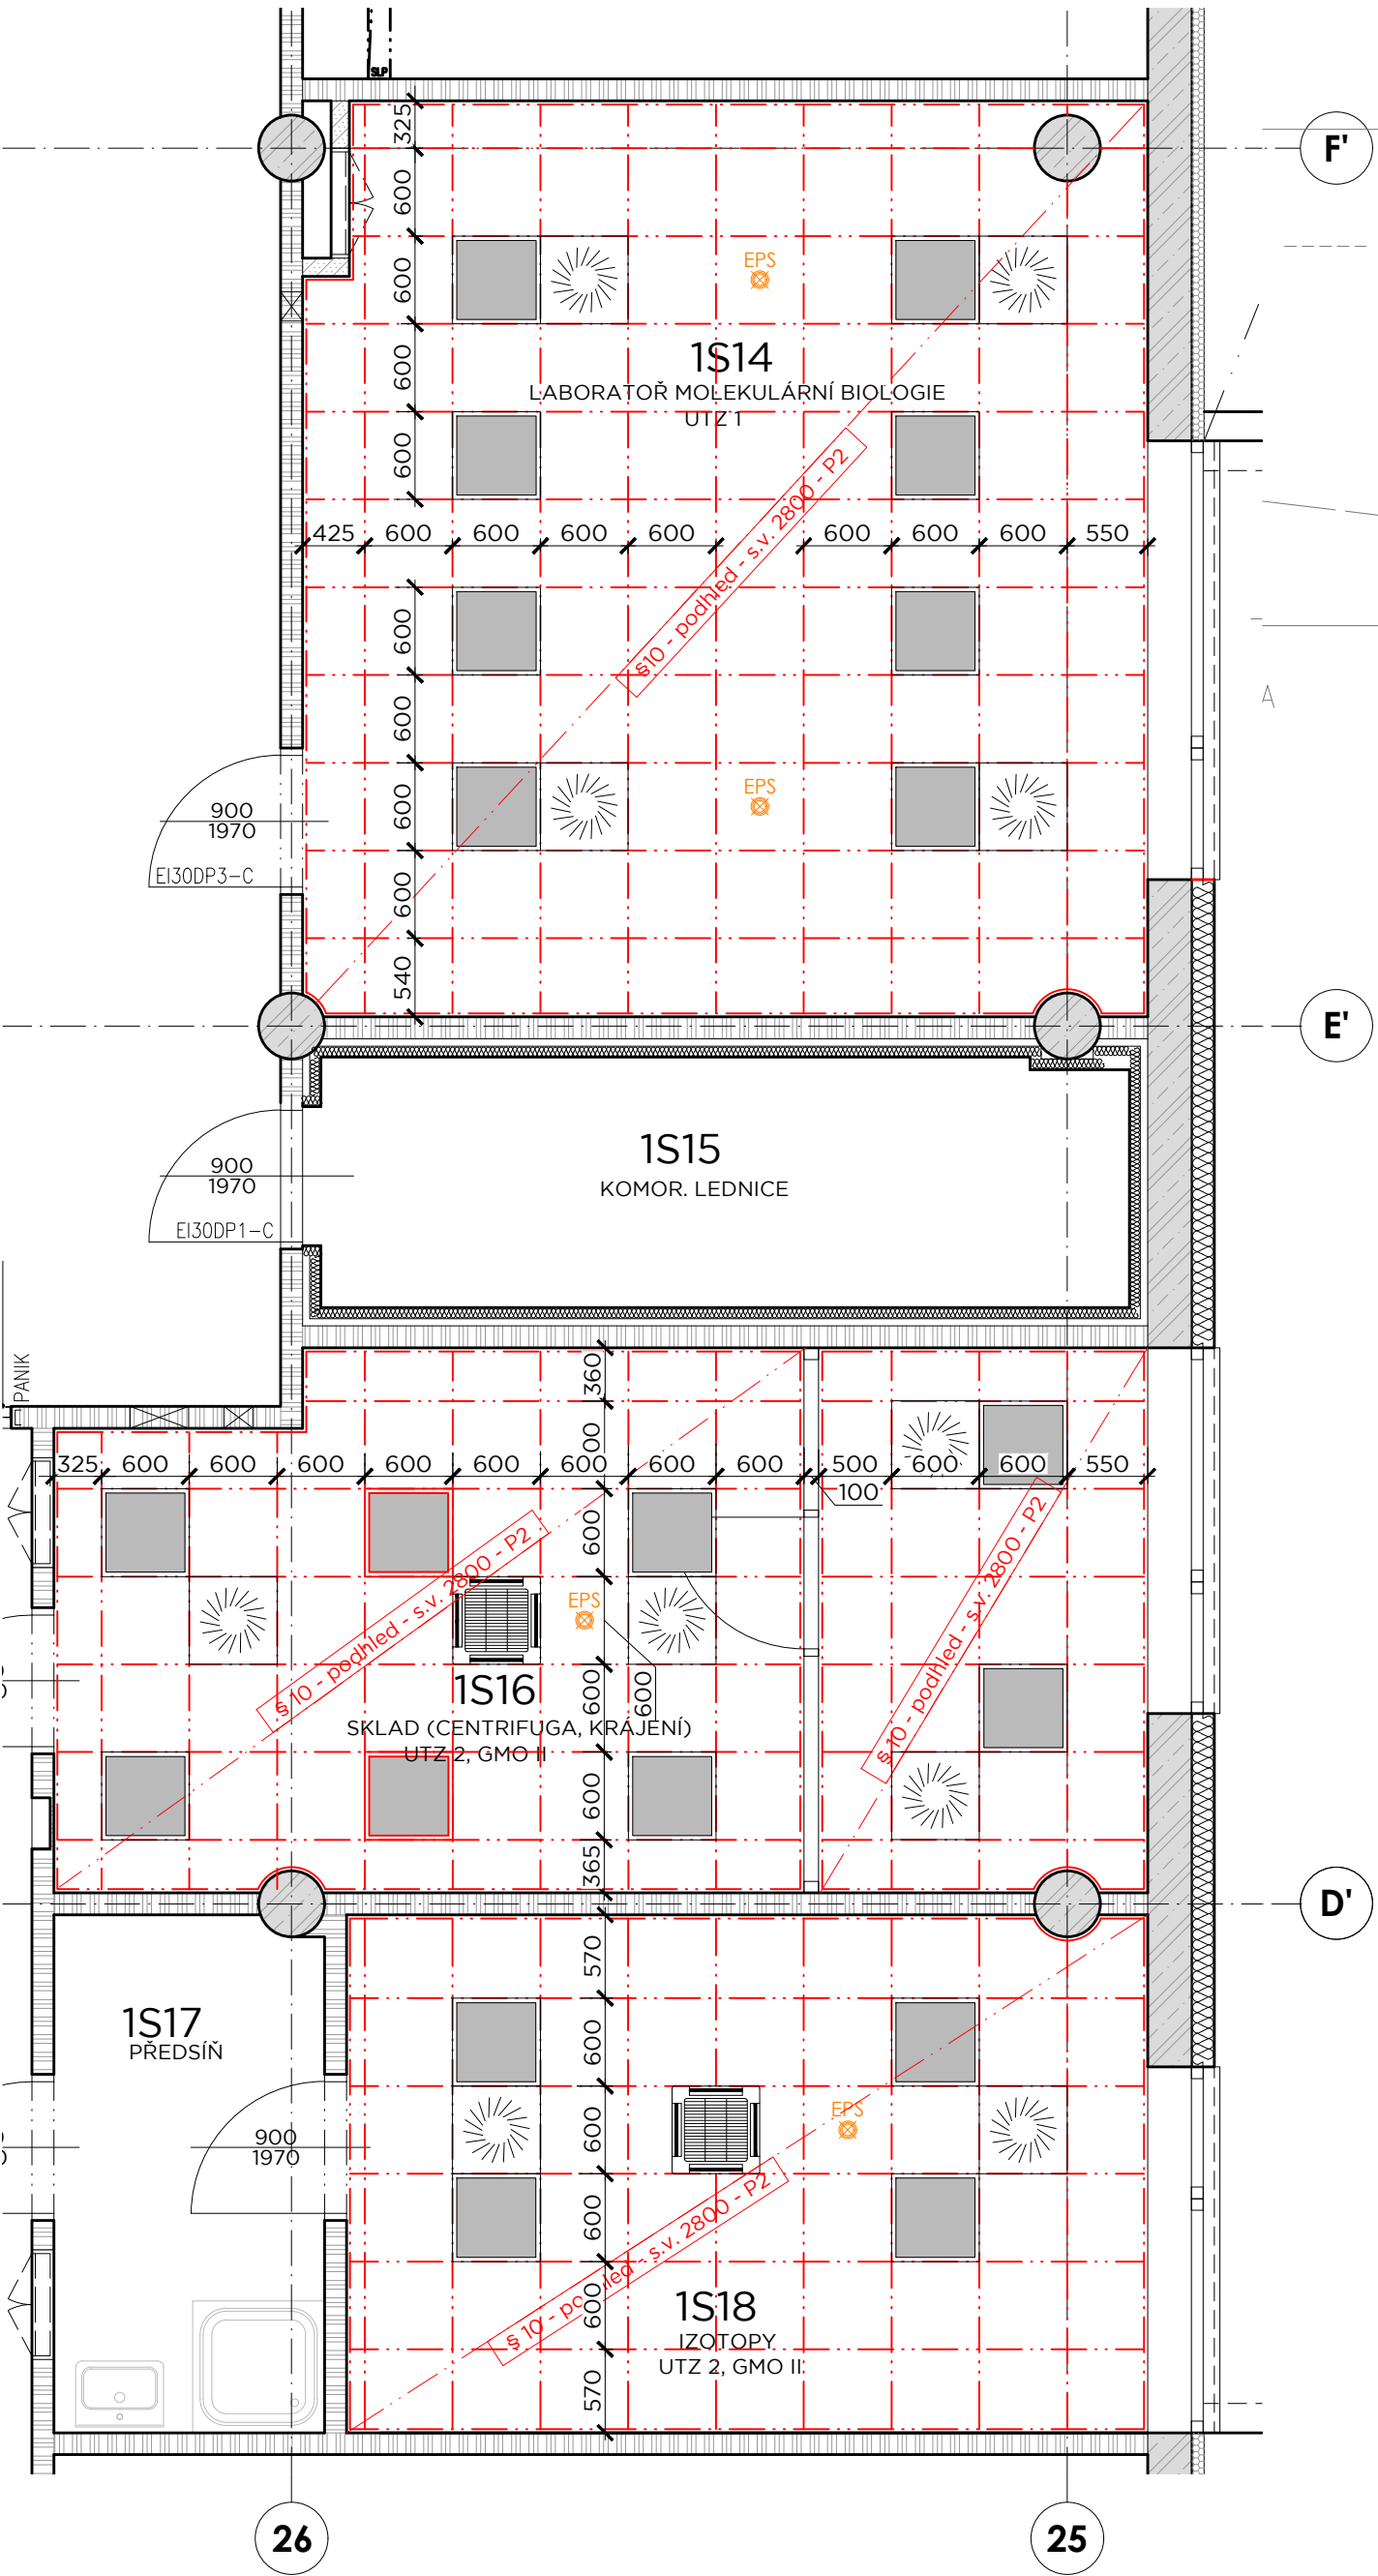 SLP
325
F'
600
600
EPS
EPS
600
1S14
LABORATOŘ MOLEKULÁRNÍ BIOLOGIE
UTZ 1
600
§10 - podhled - s.v. 2800 - P2
425 600 600 600 600 600 600 600 550
600
A
600
EPS
600
900
1970
EI30DP3-C
600
540
E'
1S15
KOMOR. LEDNICE
900
1970
EI30DP1-C
PANIK
360
325 600 600 600 600 600 600 600 600 500 600 600 550
100
600
§ 10 - podhled - s.v. 2800 - P2
§ 10 - podhled - s.v. 2800 - P2
EPS
600
600
1S16
SKLAD (CENTRIFUGA, KRÁJENÍ)
UTZ 2, GMO II
600
365
D'
570
1S17
PŘEDSÍŇ
600
EPS
600
900
1970
600
600
1S18
IZOTOPY
UTZ 2, GMO II
570
26
25